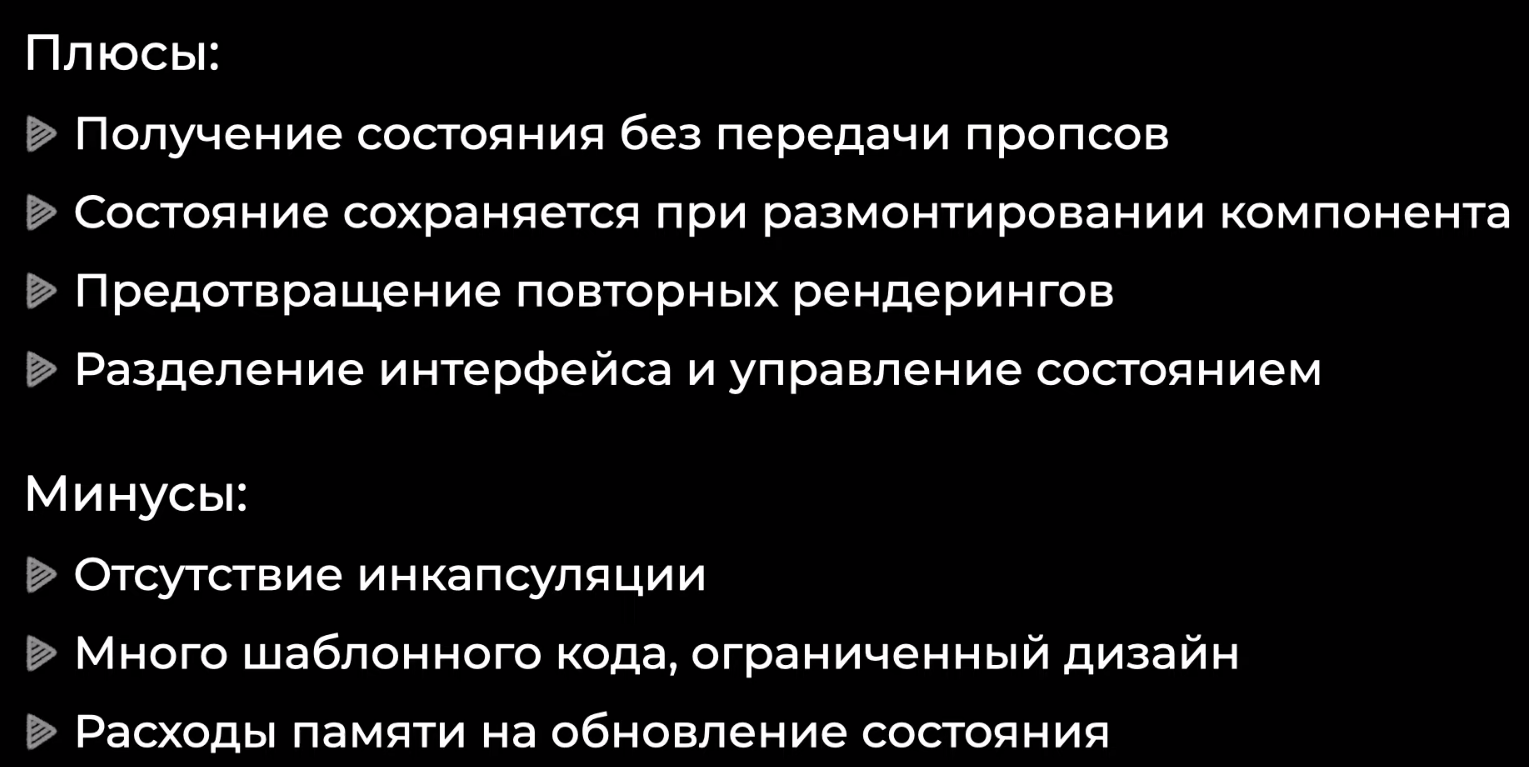 Плюсы:
Получение состояния без передачи пропсов
Состояние сохраняется при размонтировании компонента
Предотвращение повторных рендерингов
Разделение интерфейса и управление состоянием
Минусы:
Отсутствие инкапсуляции
Много шаблонного кода, ограниченный дизайн
Расходы памяти на обновление состояния